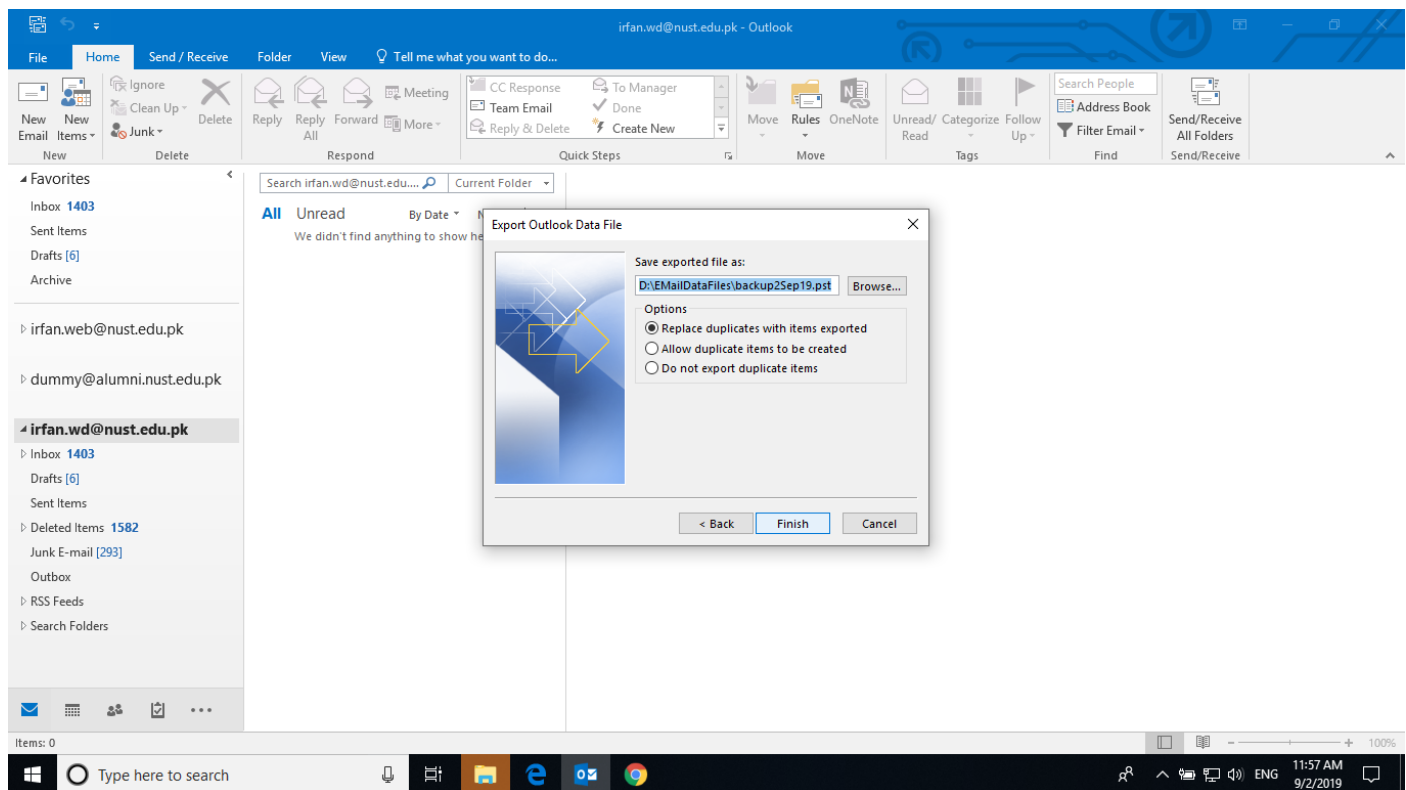 irfan.wd@nust.edu.pk - Outlook
File Home Send / Receive Folder View Tell me what you want to do...
New Email
New Items
Ignore
Clean Up
Junk
Delete
Reply
Reply All
Forward
Meeting
More
CC Response
Team Email
Reply & Delete
To Manager
Done
Create New
Move
Rules
OneNote
Unread/ Read
Categorize
Follow Up
Search People
Address Book
Filter Email
Send/Receive All Folders
New Delete Respond Quick Steps Move Tags Find Send/Receive
Favorites
Inbox 1403
Sent Items
Drafts [6]
Archive
irfan.web@nust.edu.pk
dummy@alumni.nust.edu.pk
irfan.wd@nust.edu.pk
Inbox 1403
Drafts [6]
Sent Items
Deleted Items 1582
Junk E-mail [293]
Outbox
RSS Feeds
Search Folders
Search irfan.wd@nust.edu.... Current Folder
All Unread By Date
We didn't find anything to show he
Export Outlook Data File
Save exported file as:
D:\EMailDataFiles\backup2Sep19.pst Browse...
Options
Replace duplicates with items exported
Allow duplicate items to be created
Do not export duplicate items
< Back Finish Cancel
Items: 0 100%
Type here to search
ENG
11:57 AM
9/2/2019